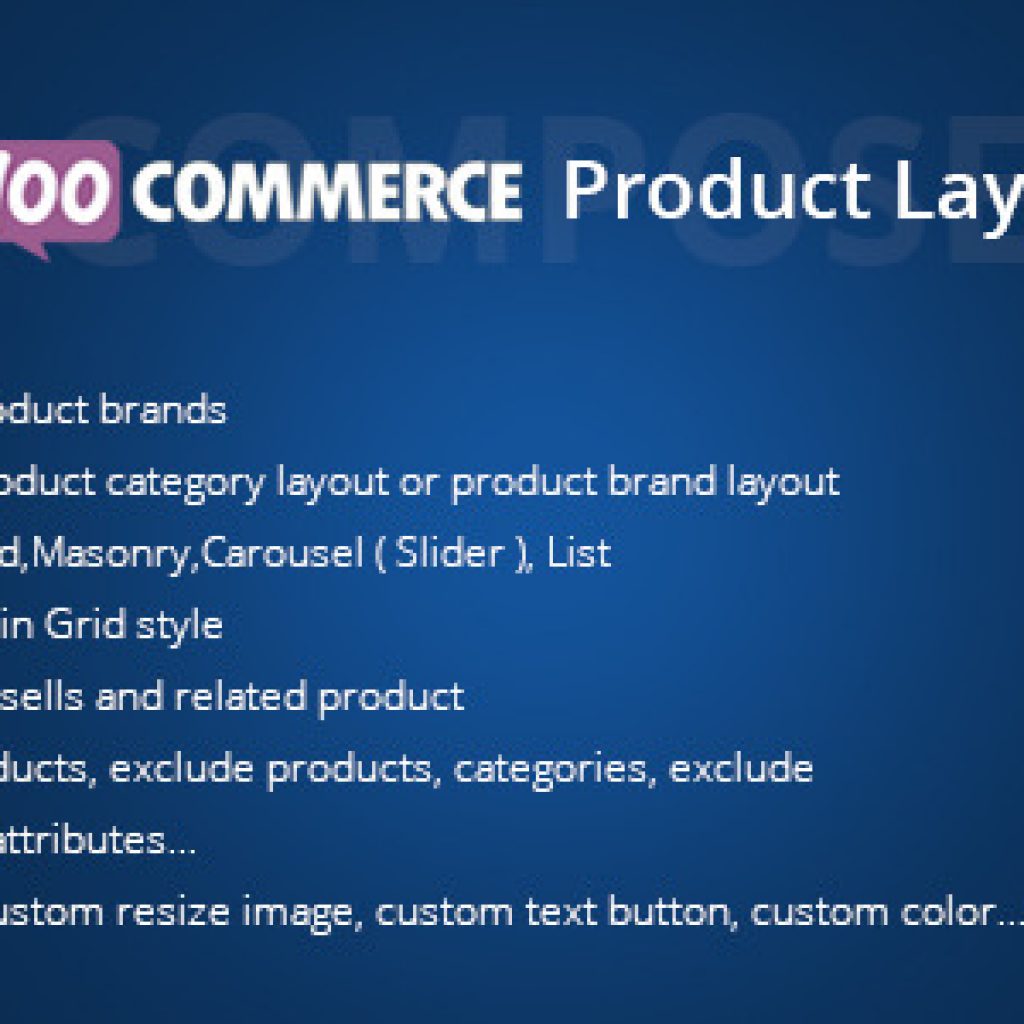 COMPOSE
WOO COMMERCE Product Lay
oduct brands
oduct category layout or product brand layout
d,Masonry,Carousel ( Slider ), List
in Grid style
sells and related product
ducts, exclude products, categories, exclude
attributes...
ustom resize image, custom text button, custom color...